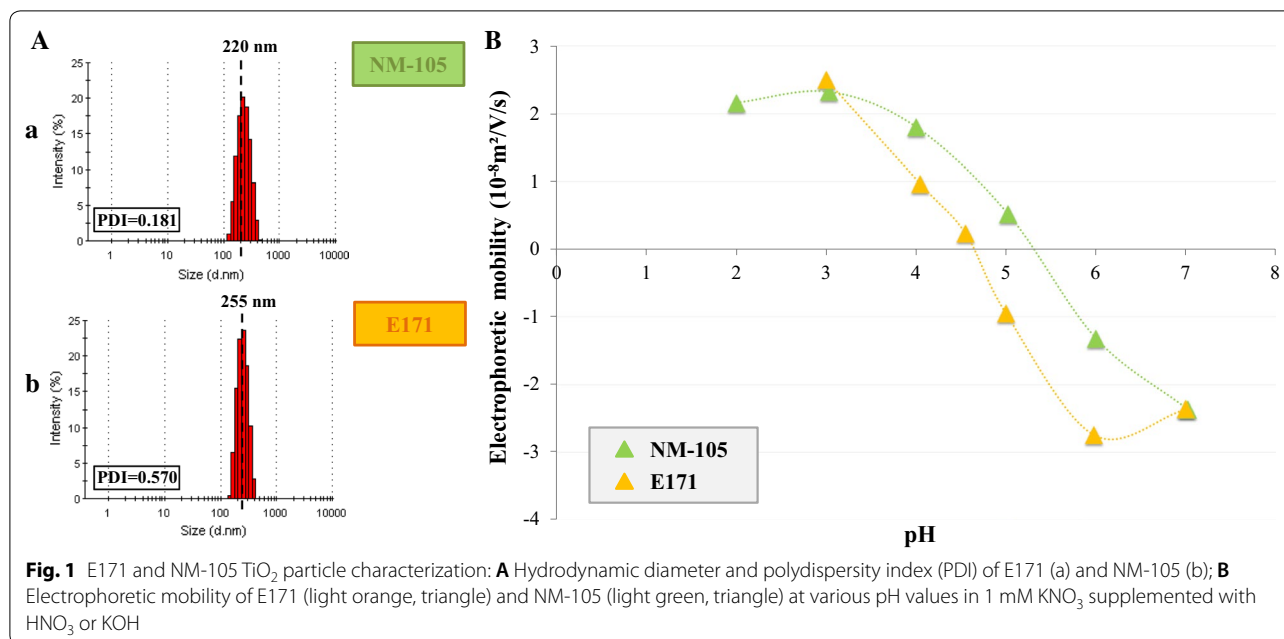 A
220 nm
NM-105
25
20
15
10
5
0
Intensity (%)
a
PDI=0.181
1 10 100 1000 10000
Size (d.nm)
255 nm
E171
25
20
15
10
5
0
Intensity (%)
b
PDI=0.570
1 10 100 1000 10000
Size (d.nm)
B
Electrophoretic mobility (10⁻⁸m²/V/s)
3
2
1
0
-1
-2
-3
-4
0 1 2 3 4 5 6 7 8
NM-105
E171
pH
Fig. 1 E171 and NM-105 TiO₂ particle characterization: A Hydrodynamic diameter and polydispersity index (PDI) of E171 (a) and NM-105 (b); B
Electrophoretic mobility of E171 (light orange, triangle) and NM-105 (light green, triangle) at various pH values in 1 mM KNO₃ supplemented with
HNO₃ or KOH